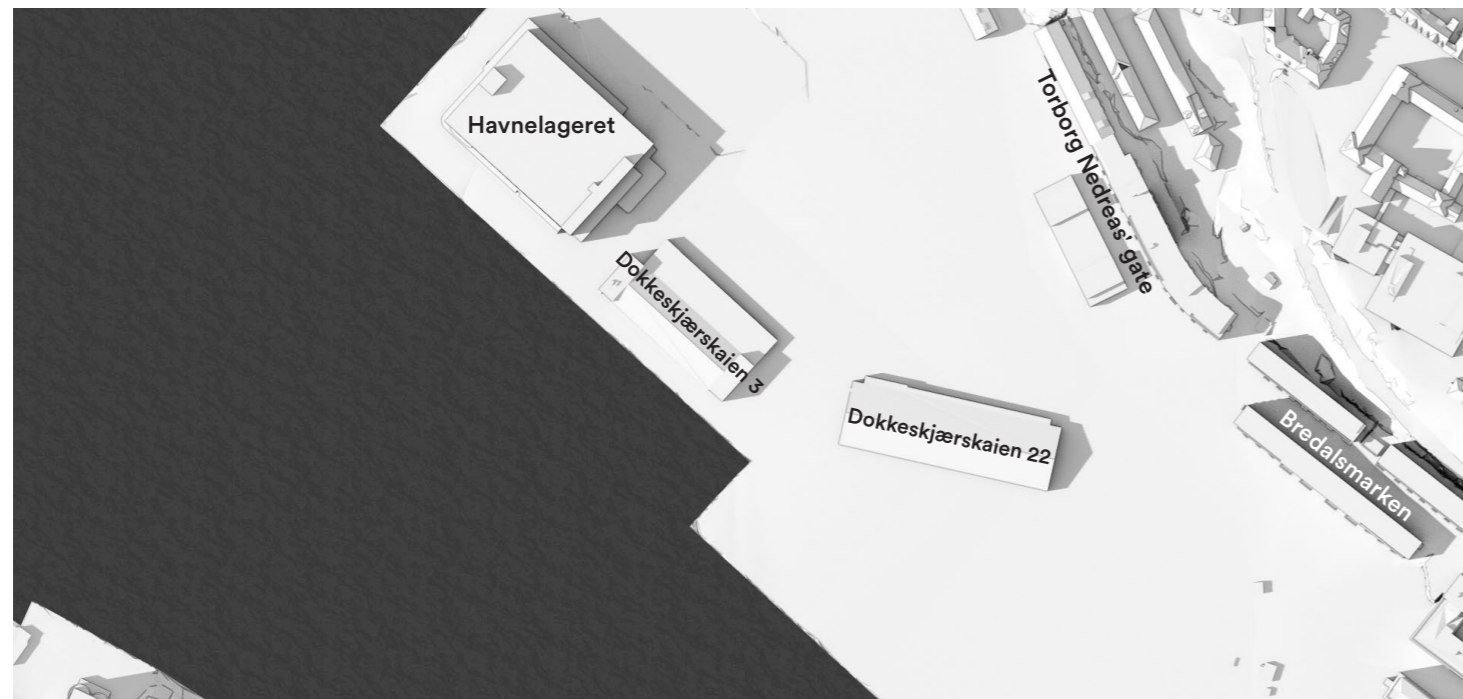 Havnelageret
Torborg Nedreas' gate
Dokkeskjærskaien 3
Dokkeskjærskaien 22
Bredalsmarken